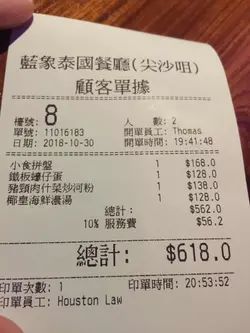 藍象泰國餐廳(尖沙咀)
顧客單據
檯號: 8 人數: 2
單號: 11016183 開單員工: Thomas
日期: 2018-10-30 開單時間: 19:41:48
小食拼盤 1 $168.0
鐵板蠔仔蛋 1 $128.0
豬頸肉什菜炒河粉 1 $138.0
椰皇海鮮濃湯 1 $128.0
總計: $562.0
10% 服務費 $56.2
總計: $618.0
印單次數: 1 印單時間: 20:53:52
印單員工: Houston Law